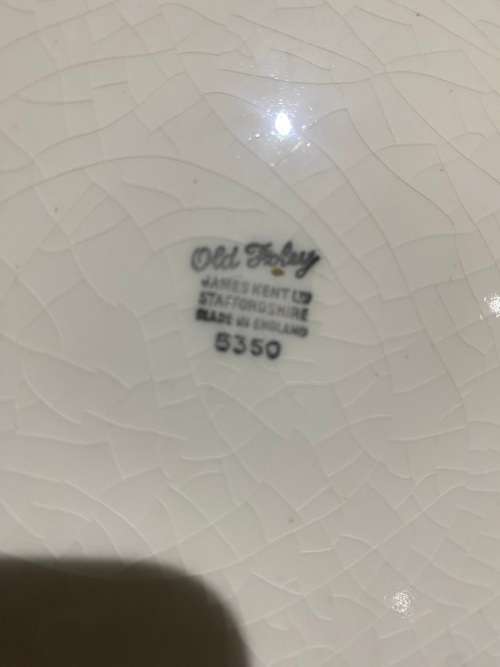 Old Foley
JAMES KENT LTD
STAFFORDSHIRE
MADE IN ENGLAND
5350